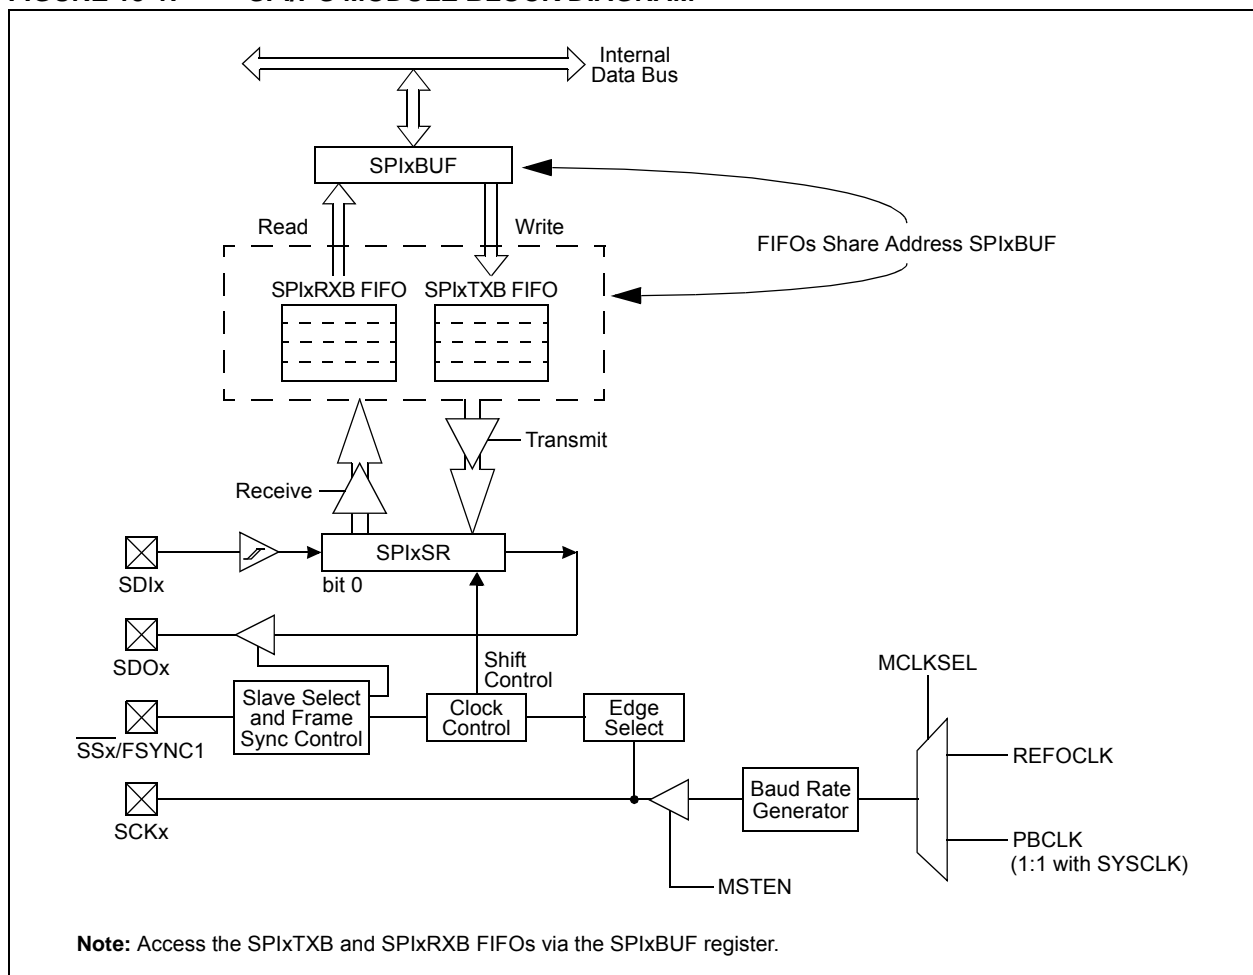 Internal
Data Bus
SPIxBUF
Read
Write
FIFOs Share Address SPIxBUF
SPIxRXB FIFO
SPIxTXB FIFO
Transmit
Receive
SPIxSR
SDIx
bit 0
SDOx
Shift
Control
MCLKSEL
Slave Select
and Frame
Sync Control
Clock
Control
Edge
Select
SSx/FSYNC1
REFOCLK
Baud Rate
Generator
SCKx
PBCLK
(1:1 with SYSCLK)
MSTEN
Note: Access the SPIxTXB and SPIxRXB FIFOs via the SPIxBUF register.